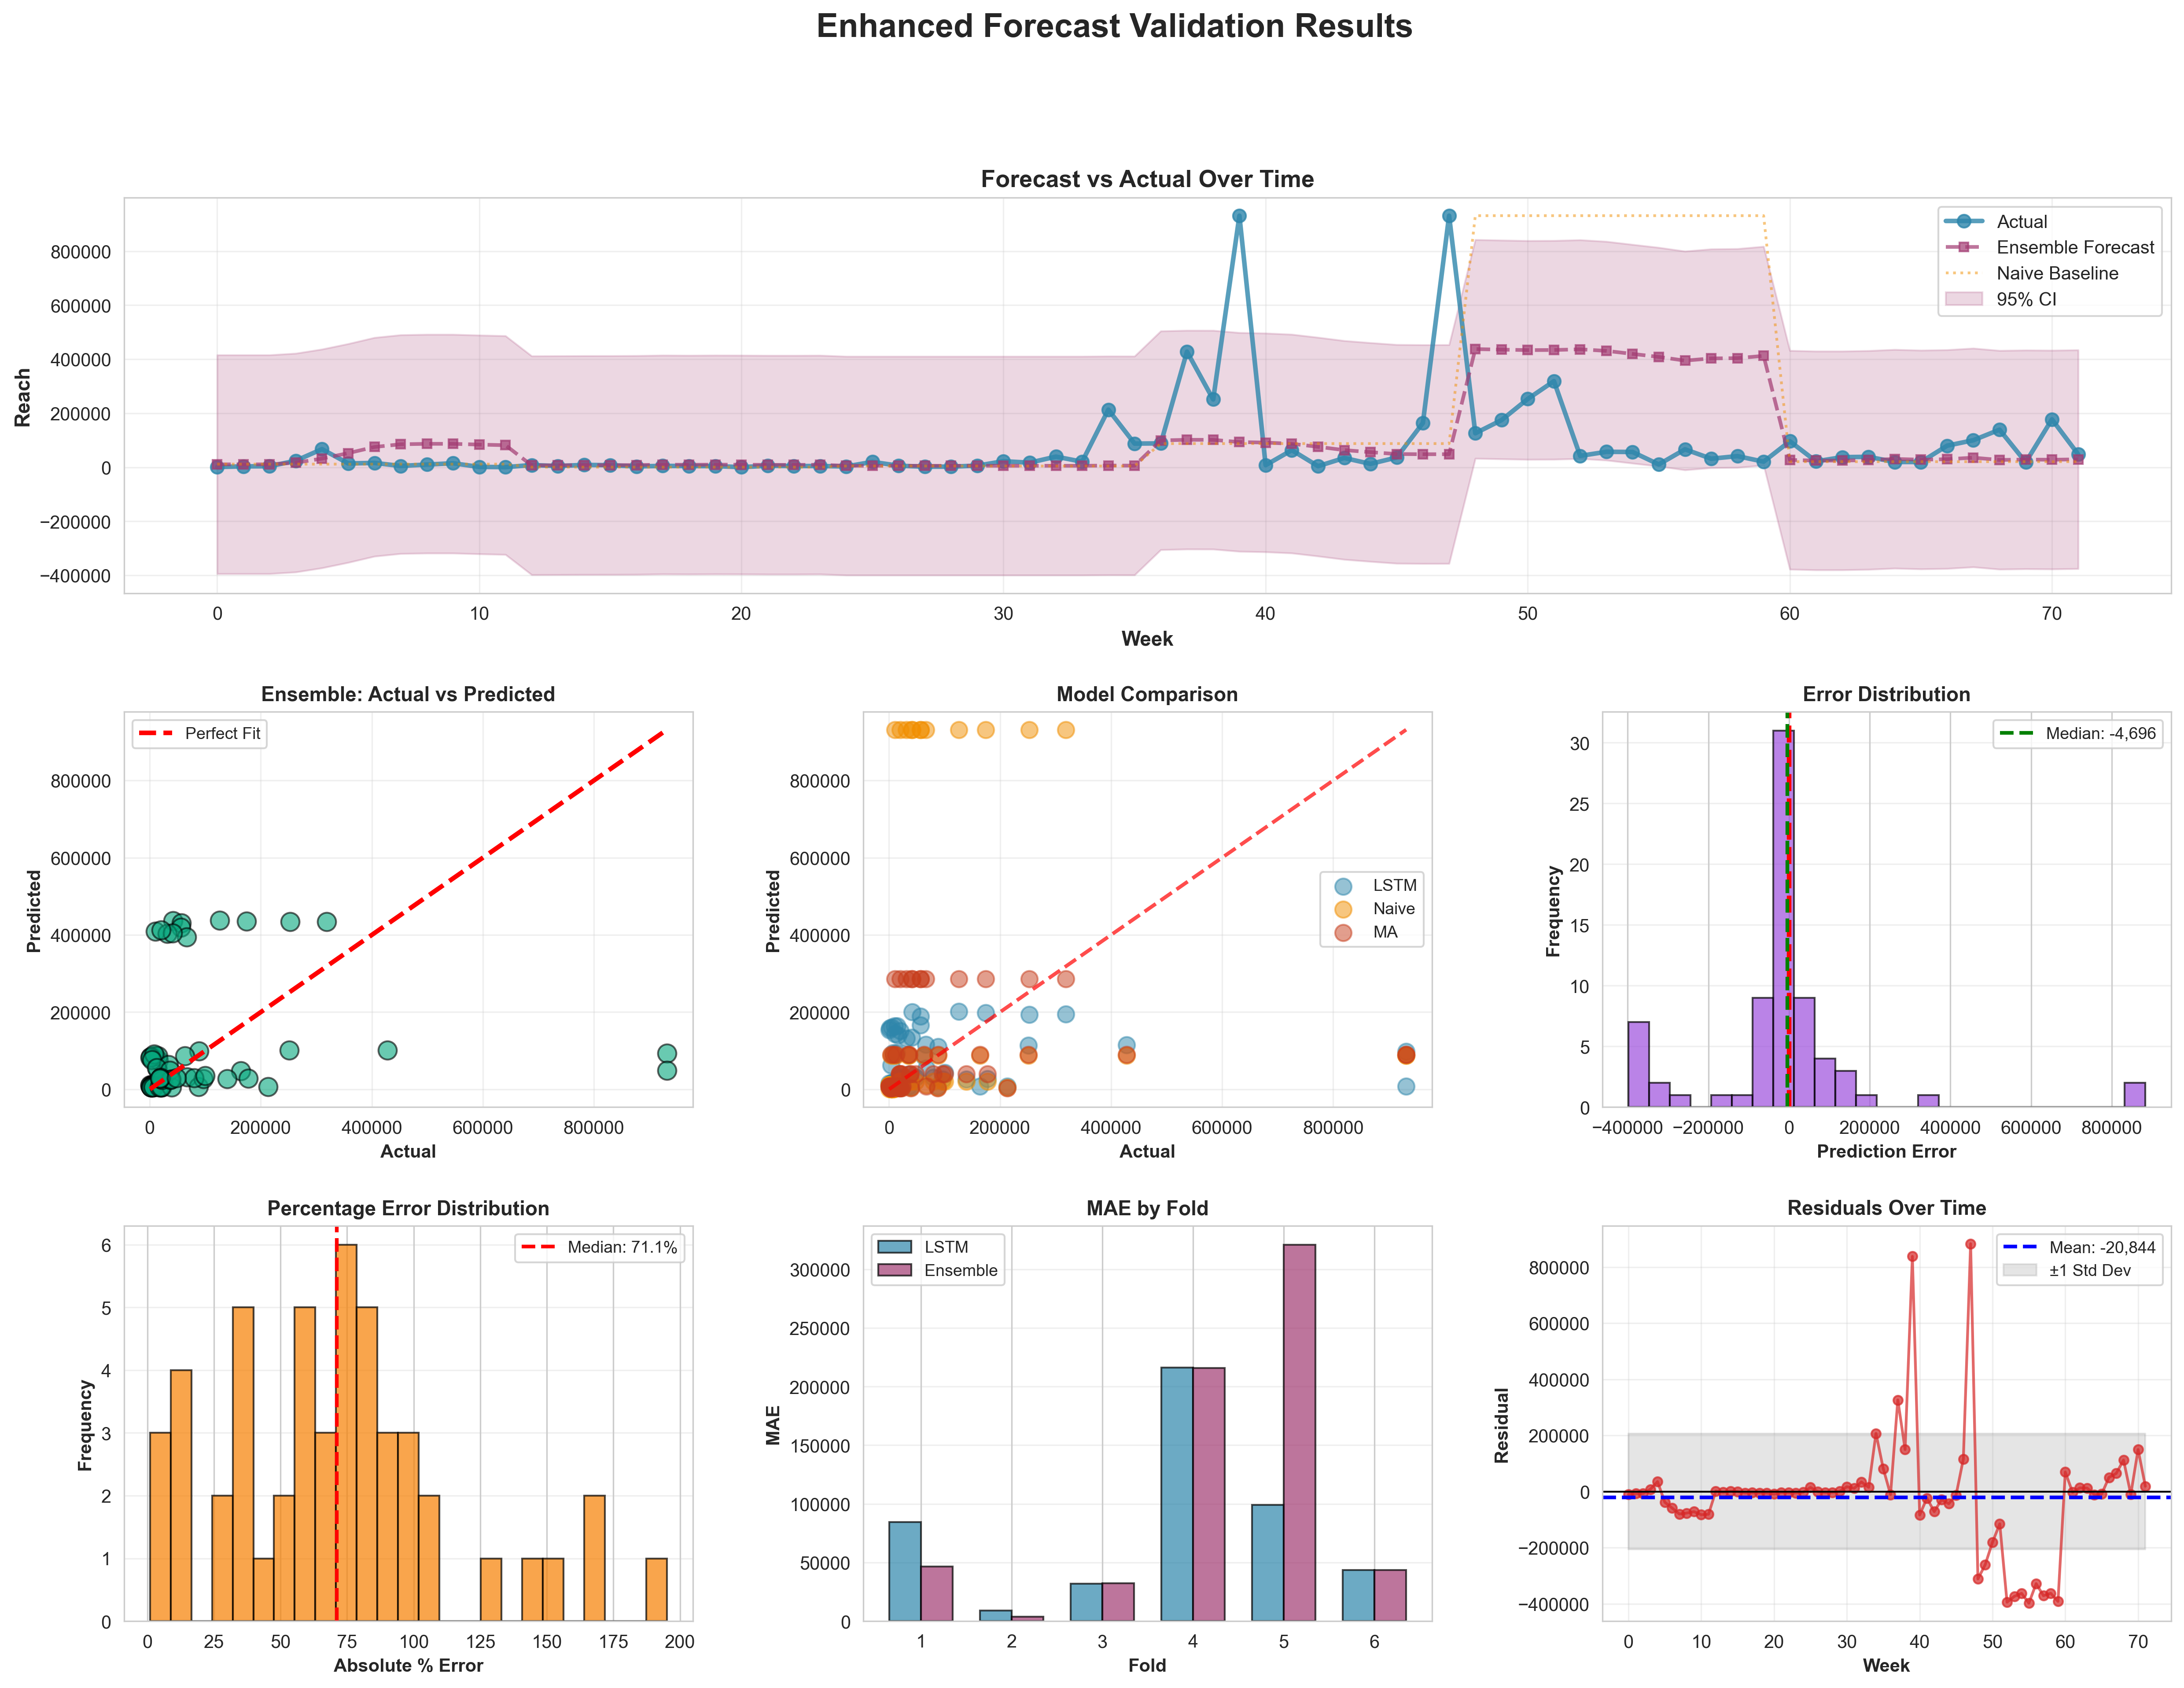 Enhanced Forecast Validation Results
Forecast vs Actual Over Time
Reach
800000
600000
400000
200000
0
−200000
−400000
Actual
Ensemble Forecast
Naive Baseline
95% CI
0 10 20 30 40 50 60 70
Week
Ensemble: Actual vs Predicted
Predicted
800000
600000
400000
200000
0
Perfect Fit
0 200000 400000 600000 800000
Actual
Model Comparison
Predicted
800000
600000
400000
200000
0
LSTM
Naive
MA
0 200000 400000 600000 800000
Actual
Error Distribution
Frequency
30
25
20
15
10
5
0
Median: -4,696
−400000 −200000 0 200000 400000 600000 800000
Prediction Error
Percentage Error Distribution
Frequency
6
5
4
3
2
1
0
Median: 71.1%
0 25 50 75 100 125 150 175 200
Absolute % Error
MAE by Fold
MAE
300000
250000
200000
150000
100000
50000
0
LSTM
Ensemble
1 2 3 4 5 6
Fold
Residuals Over Time
Residual
800000
600000
400000
200000
0
−200000
−400000
Mean: -20,844
±1 Std Dev
0 10 20 30 40 50 60 70
Week